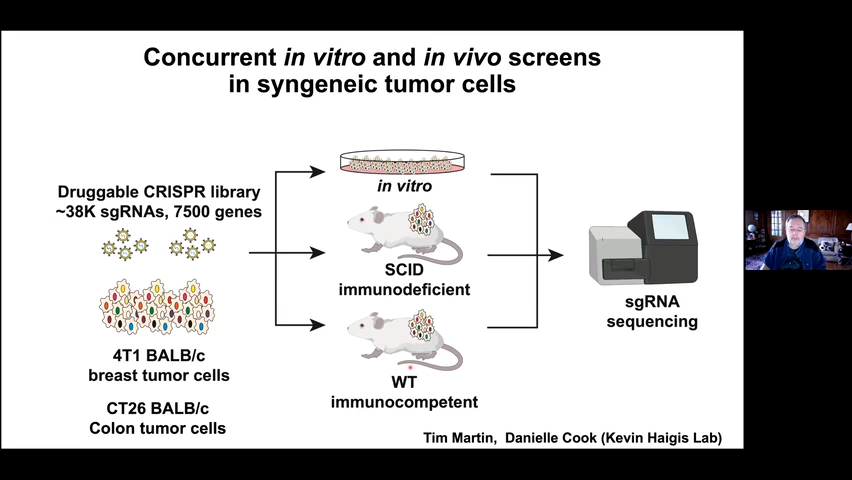 Concurrent in vitro and in vivo screens
in syngeneic tumor cells
Druggable CRISPR library
~38K sgRNAs, 7500 genes
4T1 BALB/c
breast tumor cells
CT26 BALB/c
Colon tumor cells
in vitro
SCID
immunodeficient
WT
immunocompetent
sgRNA
sequencing
Tim Martin, Danielle Cook (Kevin Haigis Lab)